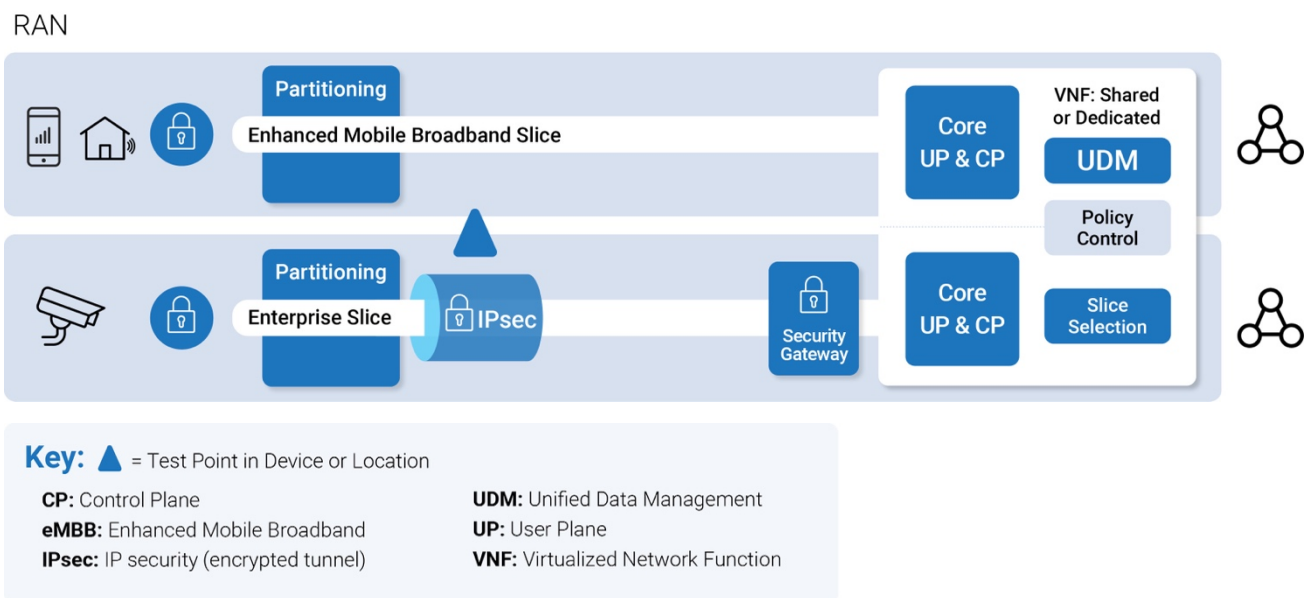 RAN
Partitioning
Enhanced Mobile Broadband Slice
Core
UP & CP
VNF: Shared
or Dedicated
UDM
Policy
Control
Partitioning
Enterprise Slice
IPsec
Security
Gateway
Core
UP & CP
Slice
Selection
Key: = Test Point in Device or Location
CP: Control Plane
eMBB: Enhanced Mobile Broadband
IPsec: IP security (encrypted tunnel)
UDM: Unified Data Management
UP: User Plane
VNF: Virtualized Network Function